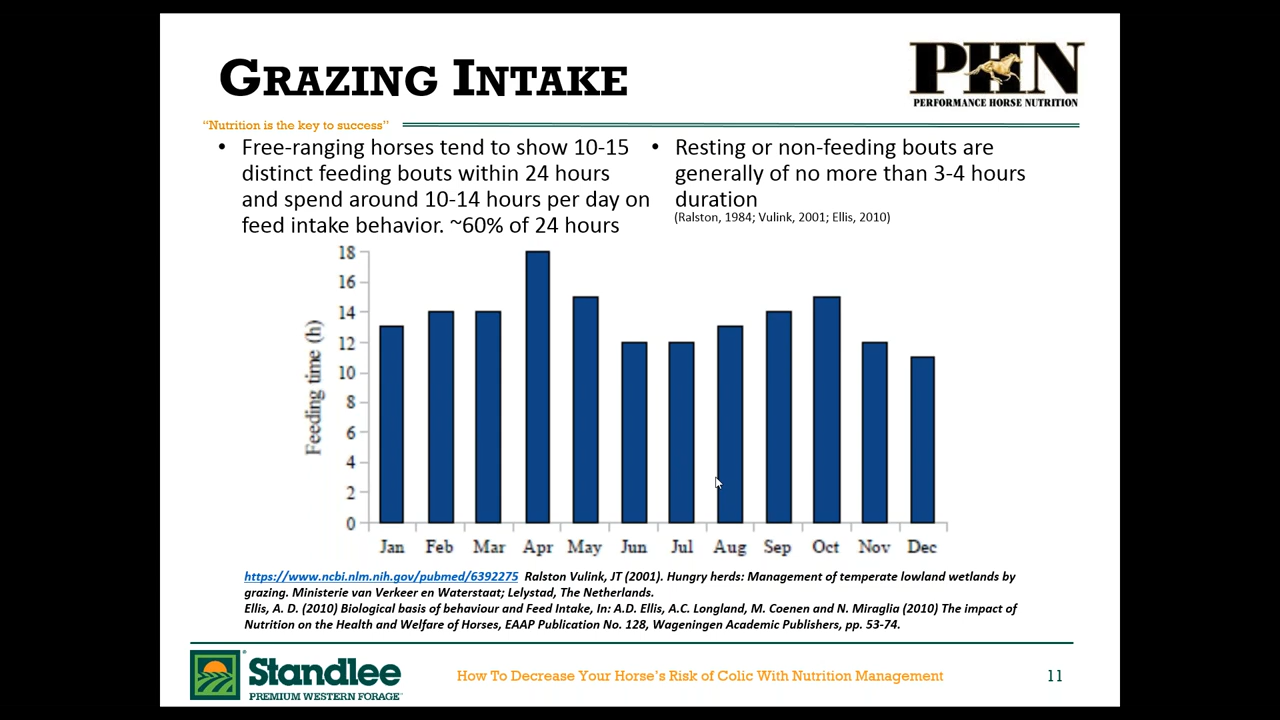 GRAZING INTAKE
PHN
PERFORMANCE HORSE NUTRITION
“Nutrition is the key to success”
• Free-ranging horses tend to show 10-15
distinct feeding bouts within 24 hours
and spend around 10-14 hours per day on
feed intake behavior. ~60% of 24 hours
• Resting or non-feeding bouts are
generally of no more than 3-4 hours
duration
(Ralston, 1984; Vulink, 2001; Ellis, 2010)
Feeding time (h)
18
16
14
12
10
8
6
4
2
0
Jan Feb Mar Apr May Jun Jul Aug Sep Oct Nov Dec
https://www.ncbi.nlm.nih.gov/pubmed/6392275 Ralston Vulink, JT (2001). Hungry herds: Management of temperate lowland wetlands by
grazing. Ministerie van Verkeer en Waterstaat; Lelystad, The Netherlands.
Ellis, A. D. (2010) Biological basis of behaviour and Feed Intake, In: A.D. Ellis, A.C. Longland, M. Coenen and N. Miraglia (2010) The impact of
Nutrition on the Health and Welfare of Horses, EAAP Publication No. 128, Wageningen Academic Publishers, pp. 53-74.
Standlee
PREMIUM WESTERN FORAGE
How To Decrease Your Horse’s Risk of Colic With Nutrition Management
11